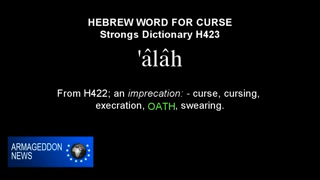 HEBREW WORD FOR CURSE
Strongs Dictionary H423
'âlâh
From H422; an imprecation: - curse, cursing,
execration, OATH, swearing.
ARMAGEDDON
NEWS